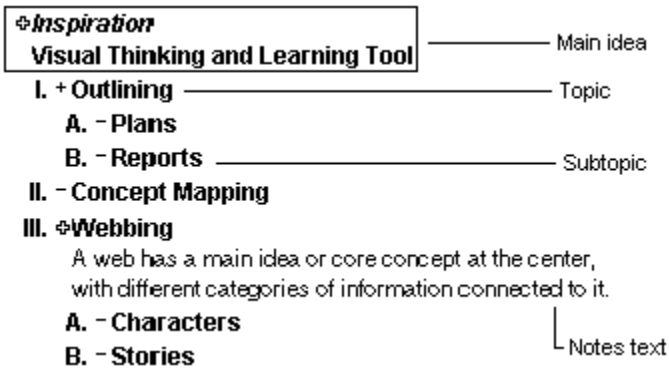 Inspiration
Visual Thinking and Learning Tool
Main idea
I. + Outlining
Topic
A. - Plans
B. - Reports
Subtopic
II. - Concept Mapping
III. Webbing
A web has a main idea or core concept at the center,
with different categories of information connected to it.
A. - Characters
Notes text
B. - Stories